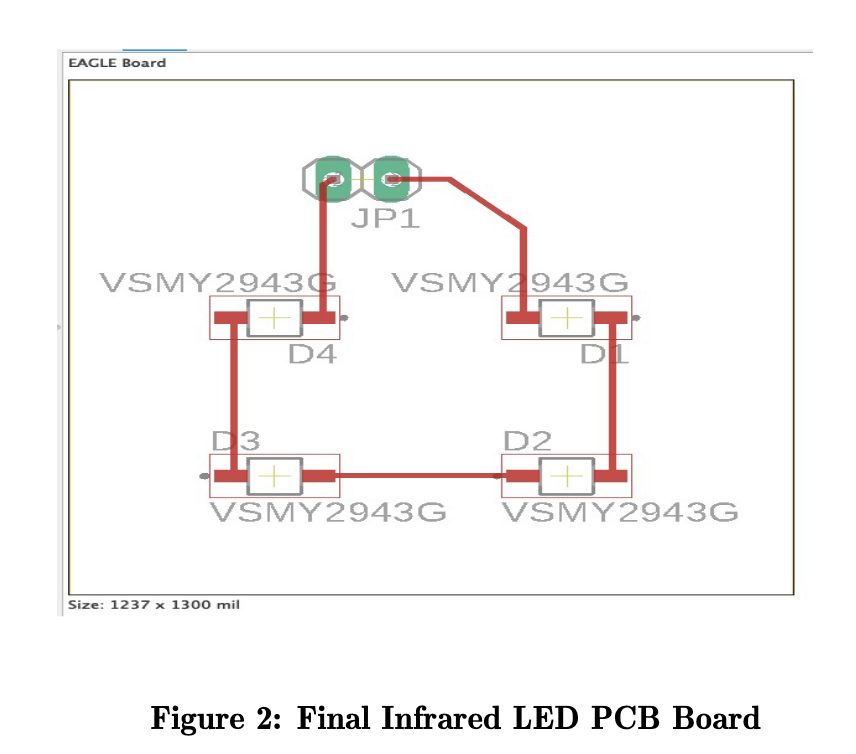 EAGLE Board
JP1
VSMY2943G VSMY2943G
D4 D1
D3 D2
VSMY2943G VSMY2943G
Size: 1237 x 1300 mil
Figure 2: Final Infrared LED PCB Board